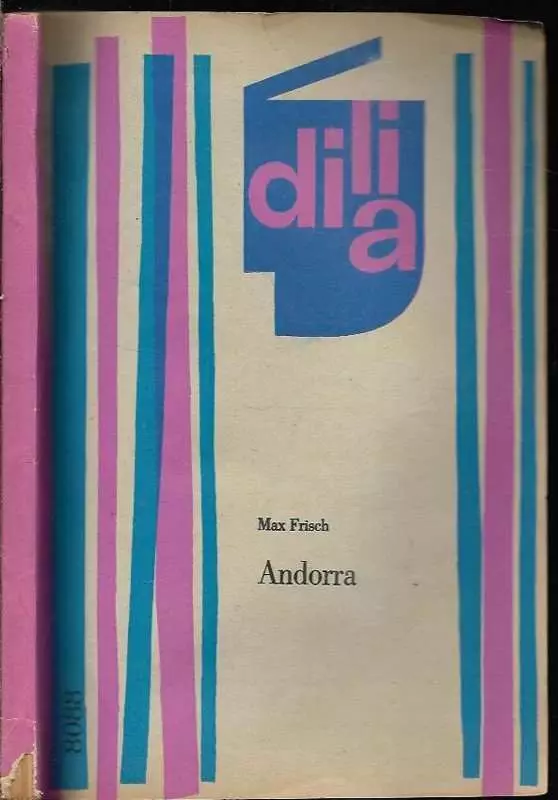 dilia
Max Frisch
Andorra
8088